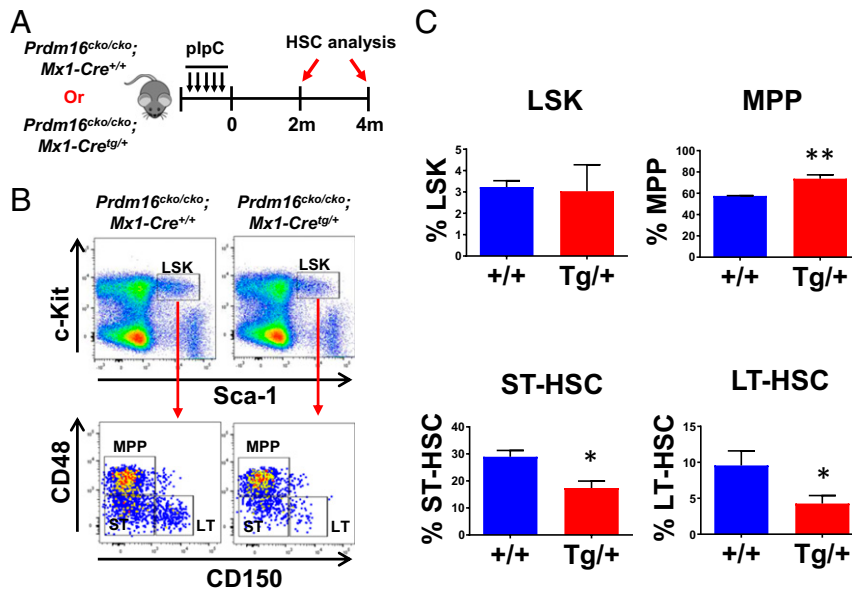 A
Prdm16cko/cko;
Mx1-Cre+/+
Or
Prdm16cko/cko;
Mx1-Cretg/+
pIpC
HSC analysis
0
2m
4m
B
Prdm16cko/cko;
Mx1-Cre+/+
Prdm16cko/cko;
Mx1-Cretg/+
LSK
LSK
c-Kit
Sca-1
MPP
ST
LT
MPP
ST
LT
CD48
CD150
C
LSK
% LSK
5
4
3
2
1
0
+/+
Tg/+
MPP
% MPP
100
80
60
40
20
0
**
+/+
Tg/+
ST-HSC
% ST-HSC
40
30
20
10
0
*
+/+
Tg/+
LT-HSC
% LT-HSC
15
10
5
0
*
+/+
Tg/+